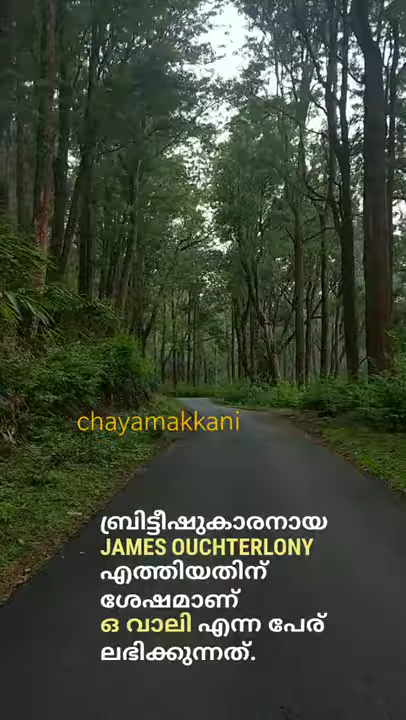 chayamakkani
ബ്രിട്ടീഷുകാരനായ
JAMES OUCHTERLONY
എത്തിയതിന്
ശേഷമാണ്
ഒ വാലി എന്ന പേര്
ലഭിക്കുന്നത്.